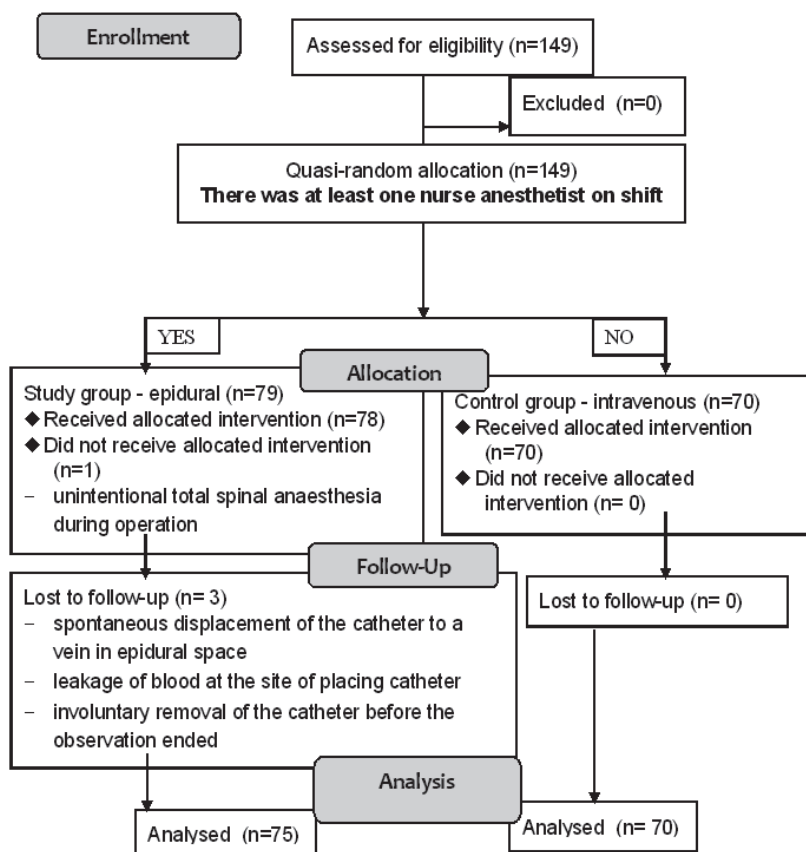 Enrollment
Assessed for eligibility (n=149)
Excluded (n=0)
Quasi-random allocation (n=149)
There was at least one nurse anesthetist on shift
YES
NO
Allocation
Study group - epidural (n=79)
◆ Received allocated intervention (n=78)
◆ Did not receive allocated intervention
(n=1)
– unintentional total spinal anaesthesia
during operation
Control group - intravenous (n=70)
◆ Received allocated intervention
(n=70)
◆ Did not receive allocated
intervention (n= 0)
Follow-Up
Lost to follow-up (n= 3)
– spontaneous displacement of the catheter to a
vein in epidural space
– leakage of blood at the site of placing catheter
– involuntary removal of the catheter before the
observation ended
Lost to follow-up (n= 0)
Analysis
Analysed (n=75)
Analysed (n= 70)